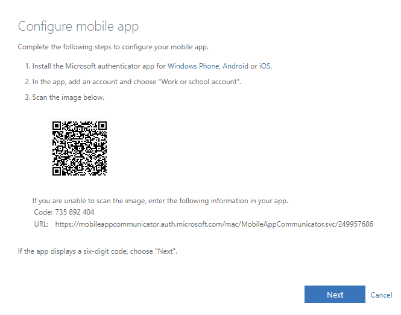 Configure mobile app
Complete the following steps to configure your mobile app.
1. Install the Microsoft authenticator app for Windows Phone, Android or iOS.
2. In the app, add an account and choose "Work or school account".
3. Scan the image below.
If you are unable to scan the image, enter the following information in your app.
Code: 735 892 404
URL: https://mobileappcommunicator.auth.microsoft.com/mac/MobileAppCommunicator.svc/249957686
If the app displays a six-digit code, choose "Next".
Next Cancel